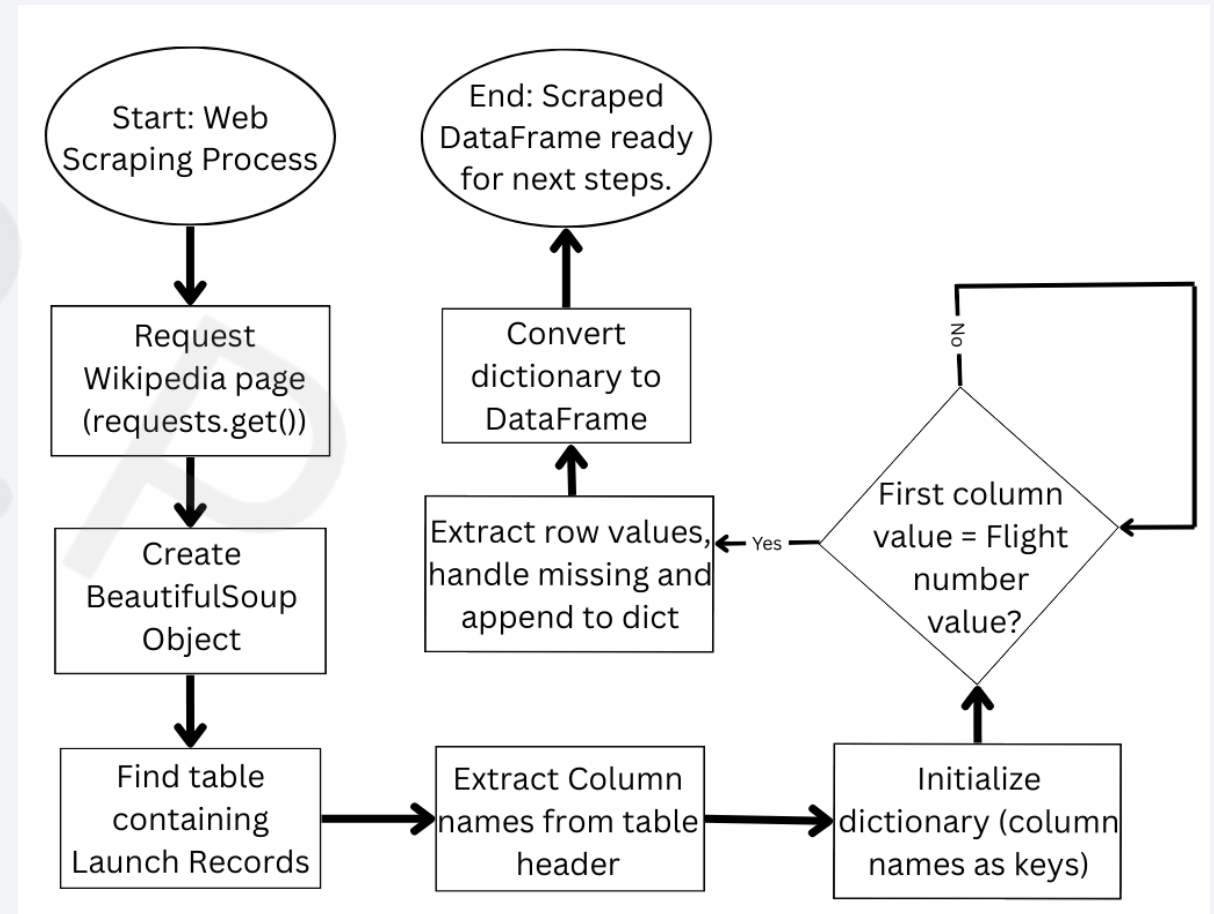 Start: Web
Scraping Process
Request
Wikipedia page
(requests.get())
Create
BeautifulSoup
Object
Find table
containing
Launch Records
Extract Column
names from table
header
Initialize
dictionary (column
names as keys)
First column
value = Flight
number
value?
No
Yes
Extract row values,
handle missing and
append to dict
Convert
dictionary to
DataFrame
End: Scraped
DataFrame ready
for next steps.